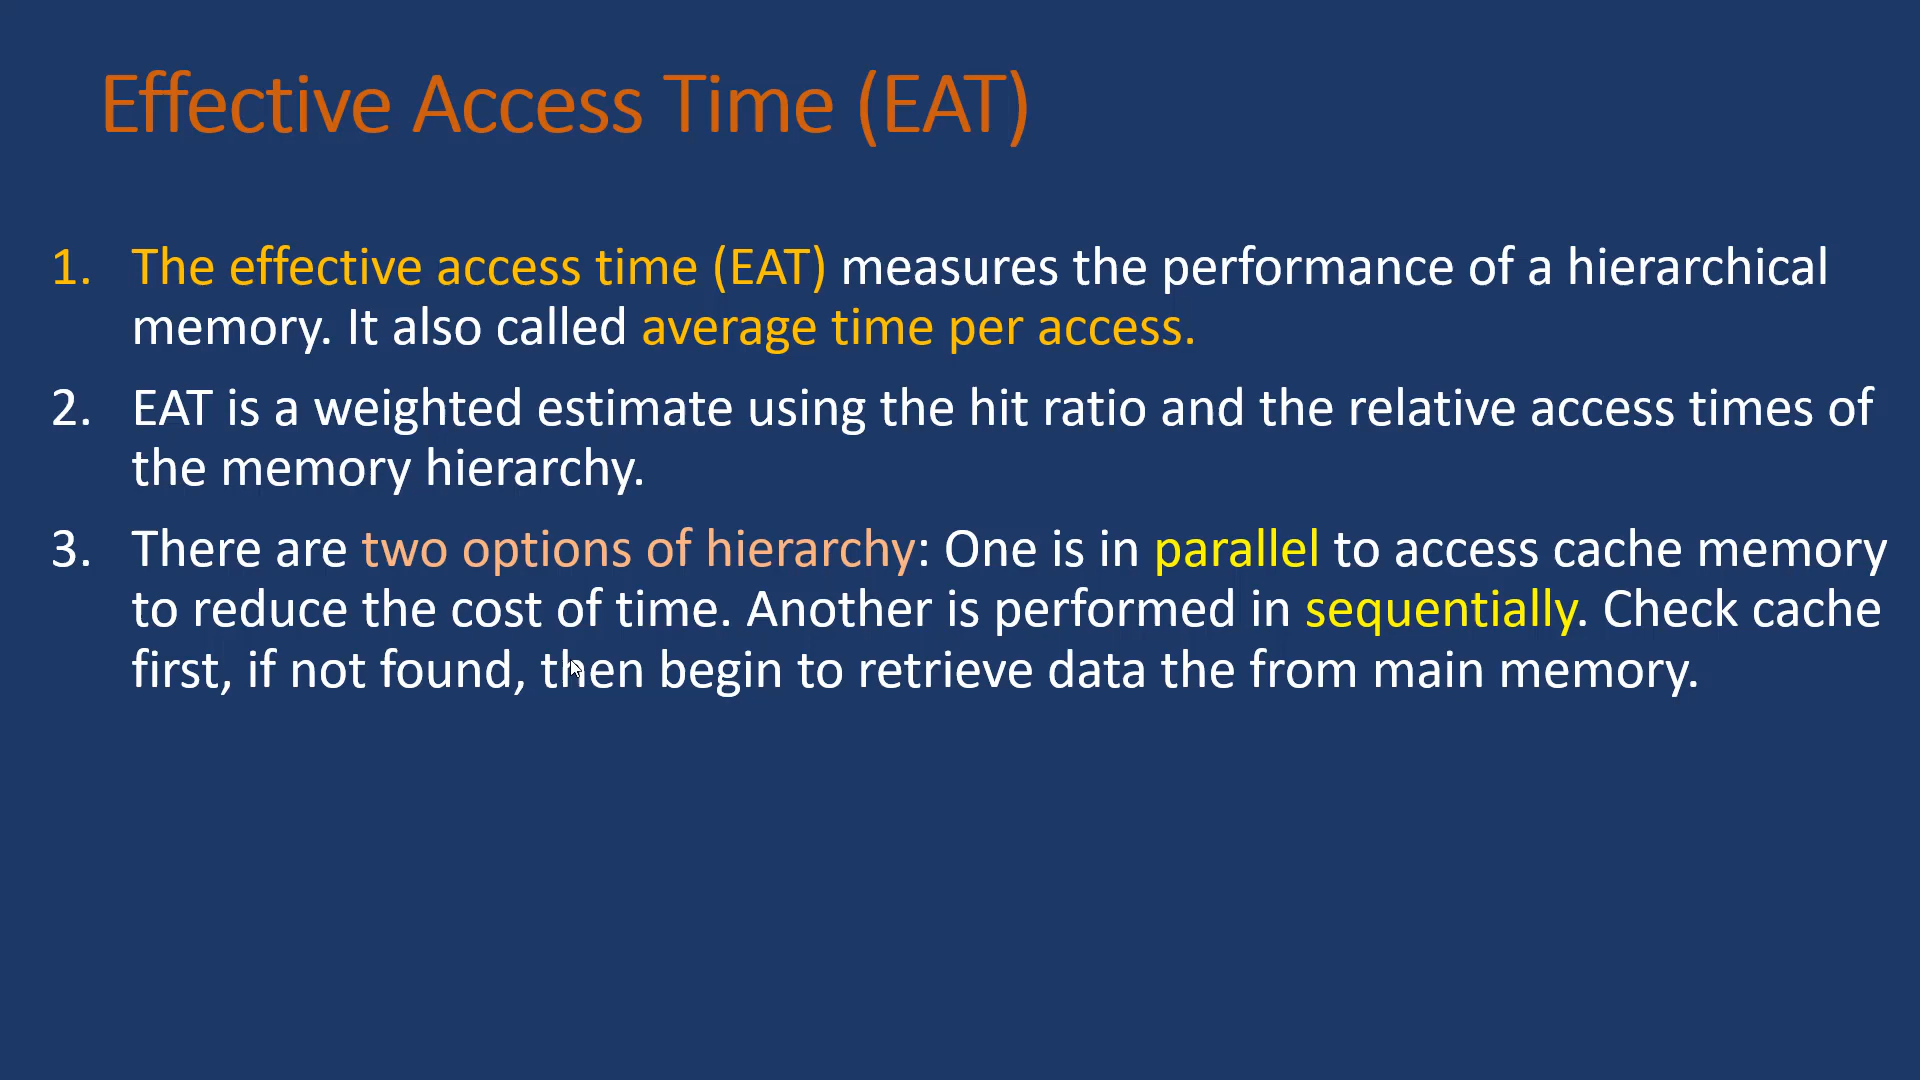 Effective Access Time (EAT)
1. The effective access time (EAT) measures the performance of a hierarchical
memory. It also called average time per access.
2. EAT is a weighted estimate using the hit ratio and the relative access times of
the memory hierarchy.
3. There are two options of hierarchy: One is in parallel to access cache memory
to reduce the cost of time. Another is performed in sequentially. Check cache
first, if not found, then begin to retrieve data the from main memory.